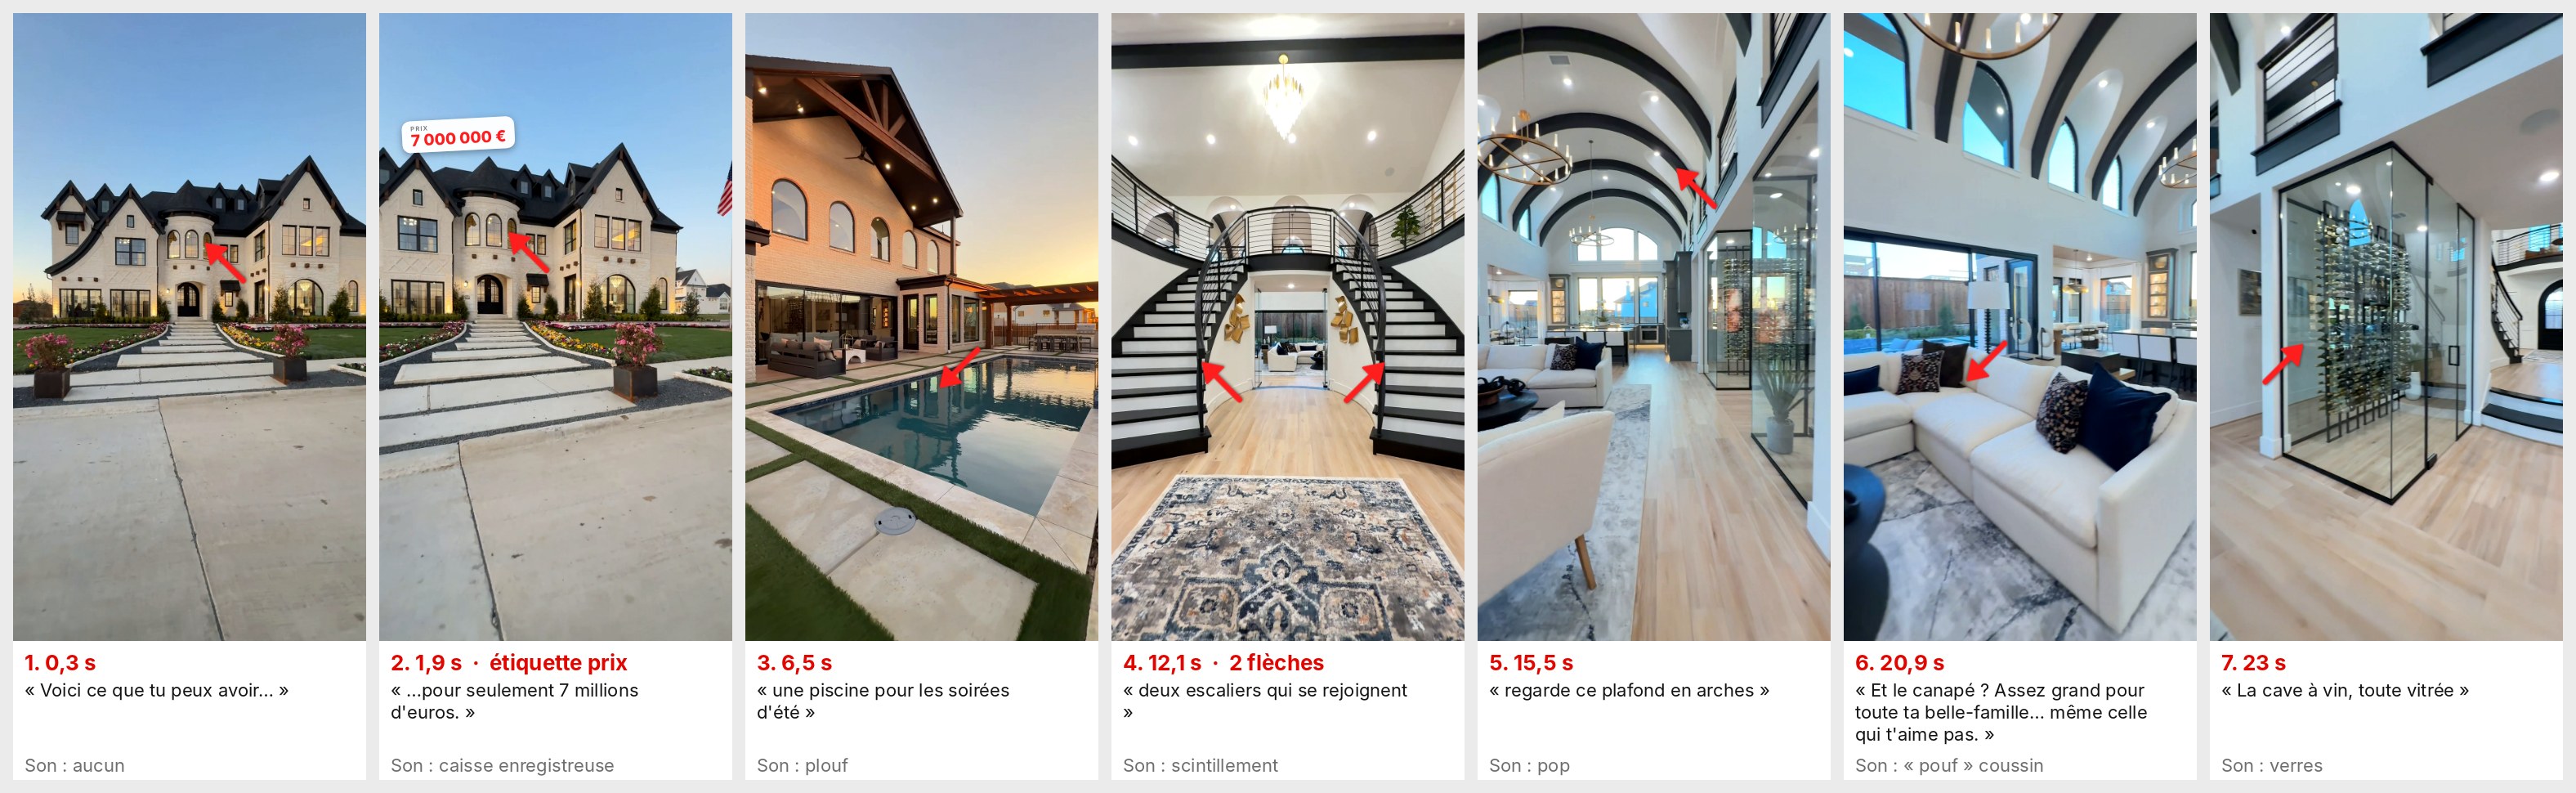 PRIX
7 000 000 €
1. 0,3 s
« Voici ce que tu peux avoir... »
Son : aucun
2. 1,9 s · étiquette prix
« ...pour seulement 7 millions
d'euros. »
Son : caisse enregistreuse
3. 6,5 s
« une piscine pour les soirées
d'été »
Son : plouf
4. 12,1 s · 2 flèches
« deux escaliers qui se rejoignent
»
Son : scintillement
5. 15,5 s
« regarde ce plafond en arches »
Son : pop
6. 20,9 s
« Et le canapé ? Assez grand pour
toute ta belle-famille... même celle
qui t'aime pas. »
Son : « pouf » coussin
7. 23 s
« La cave à vin, toute vitrée »
Son : verres